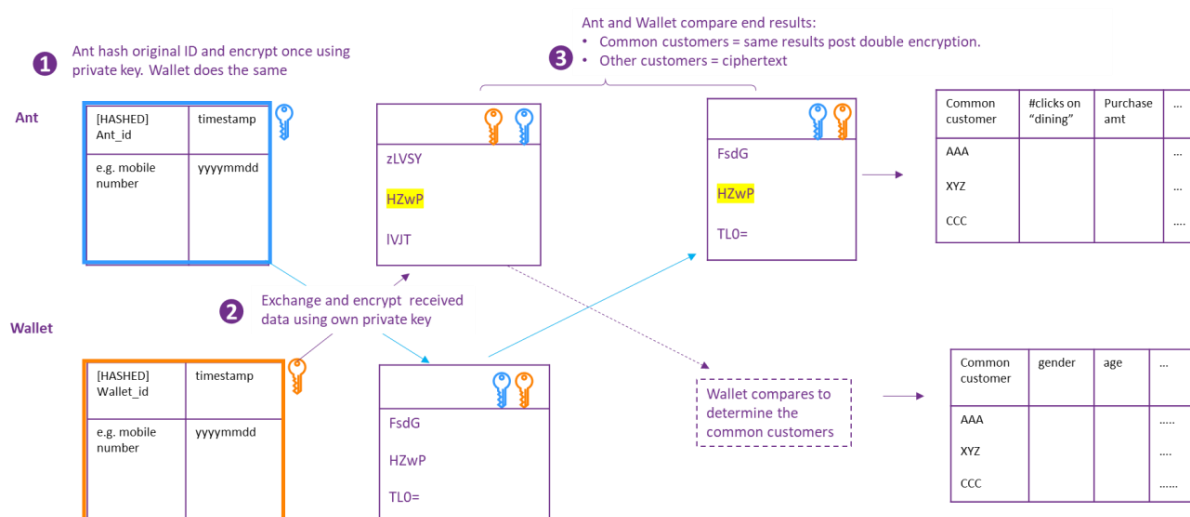 1
Ant hash original ID and encrypt once using
private key. Wallet does the same
3
Ant and Wallet compare end results:
• Common customers = same results post double encryption.
• Other customers = ciphertext
Ant
[HASHED]
Ant_id
timestamp
e.g. mobile
number
yyyymmdd
zLVSY
HZwP
lVJT
FsdG
HZwP
TL0=
Common
customer
#clicks on
“dining”
Purchase
amt
...
AAA
...
XYZ
...
CCC
....
2
Exchange and encrypt received
data using own private key
Wallet
[HASHED]
Wallet_id
timestamp
e.g. mobile
number
yyyymmdd
FsdG
HZwP
TL0=
Wallet compares to
determine the
common customers
Common
customer
gender
age
...
AAA
.....
XYZ
....
CCC
......